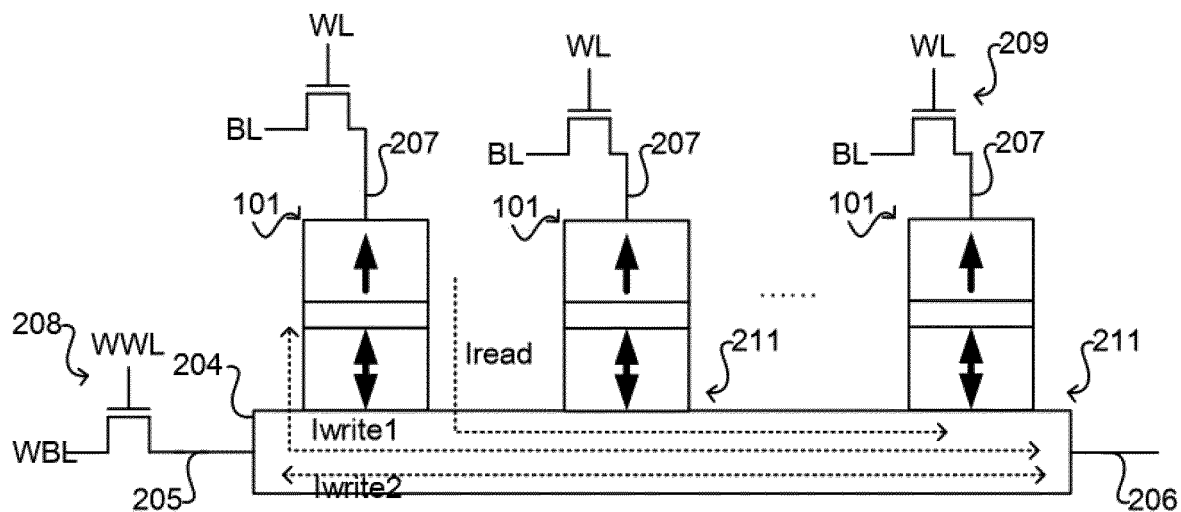 WL
WL
WL
209
BL
207
BL
207
BL
207
101
101
101
......
208
WWL
204
Iread
211
211
Iwrite1
WBL
Iwrite2
205
206